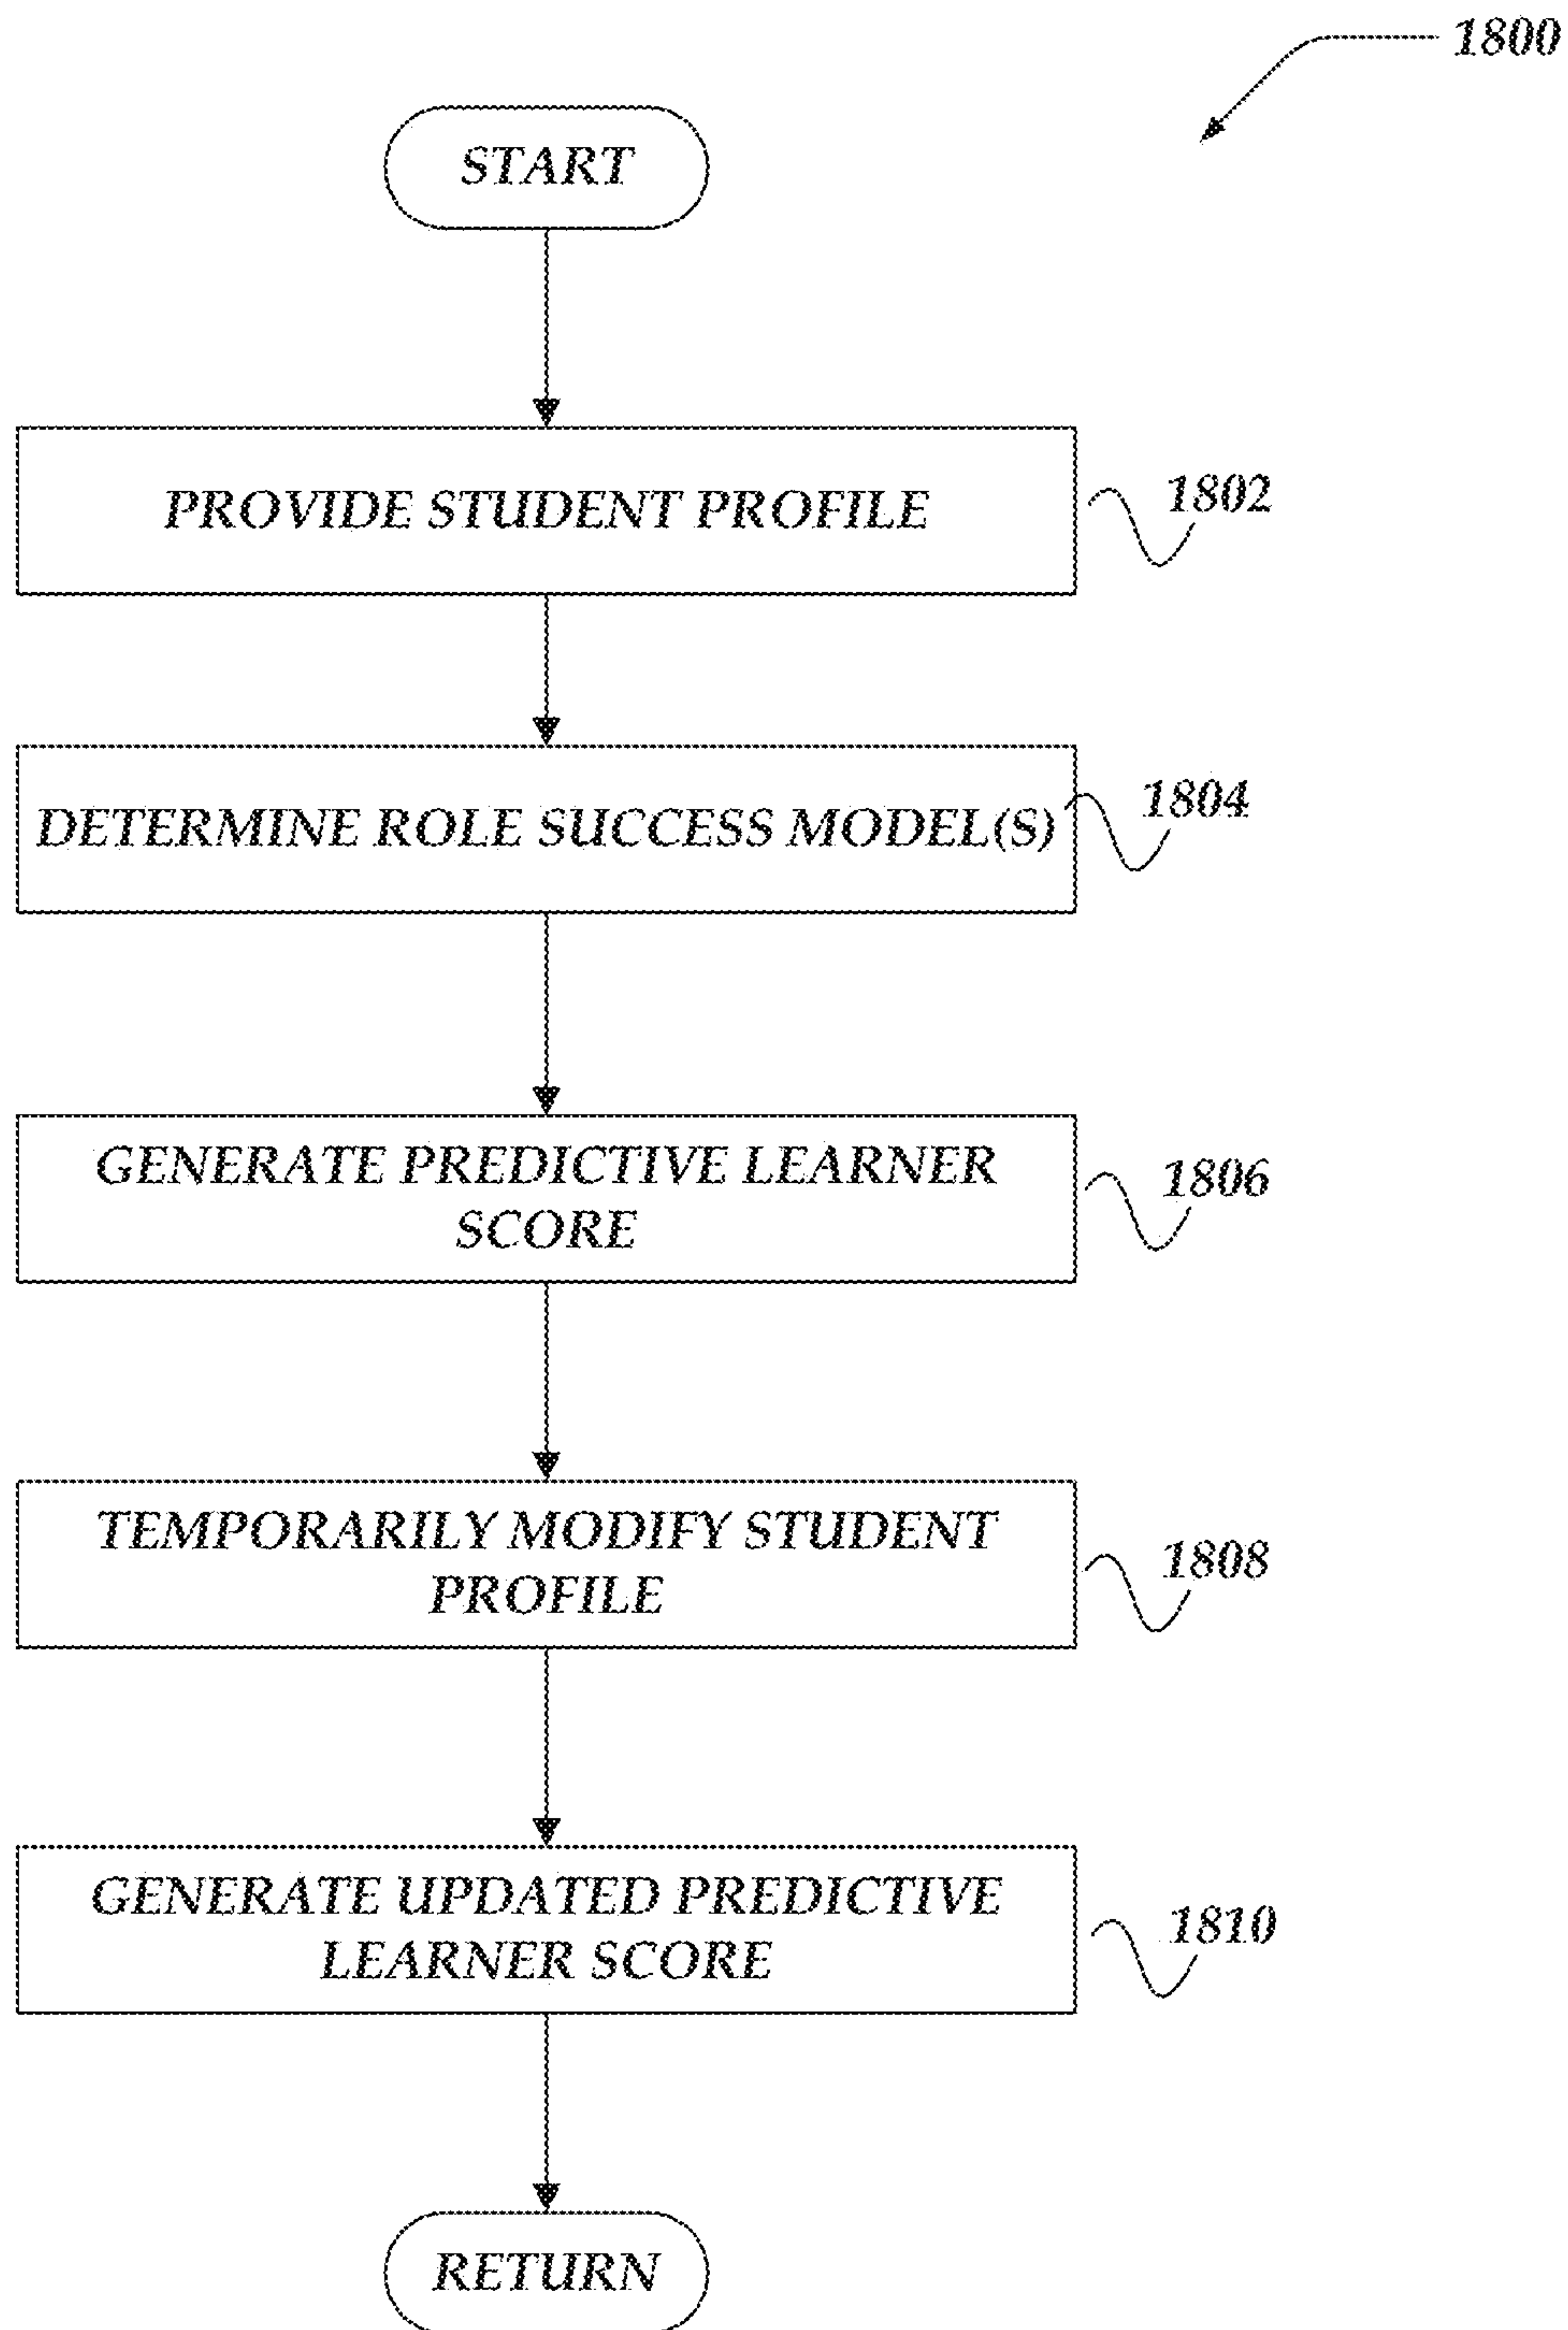 1800
START
PROVIDE STUDENT PROFILE
1802
DETERMINE ROLE SUCCESS MODEL(S)
1804
GENERATE PREDICTIVE LEARNER
SCORE
1806
TEMPORARILY MODIFY STUDENT
PROFILE
1808
GENERATE UPDATED PREDICTIVE
LEARNER SCORE
1810
RETURN